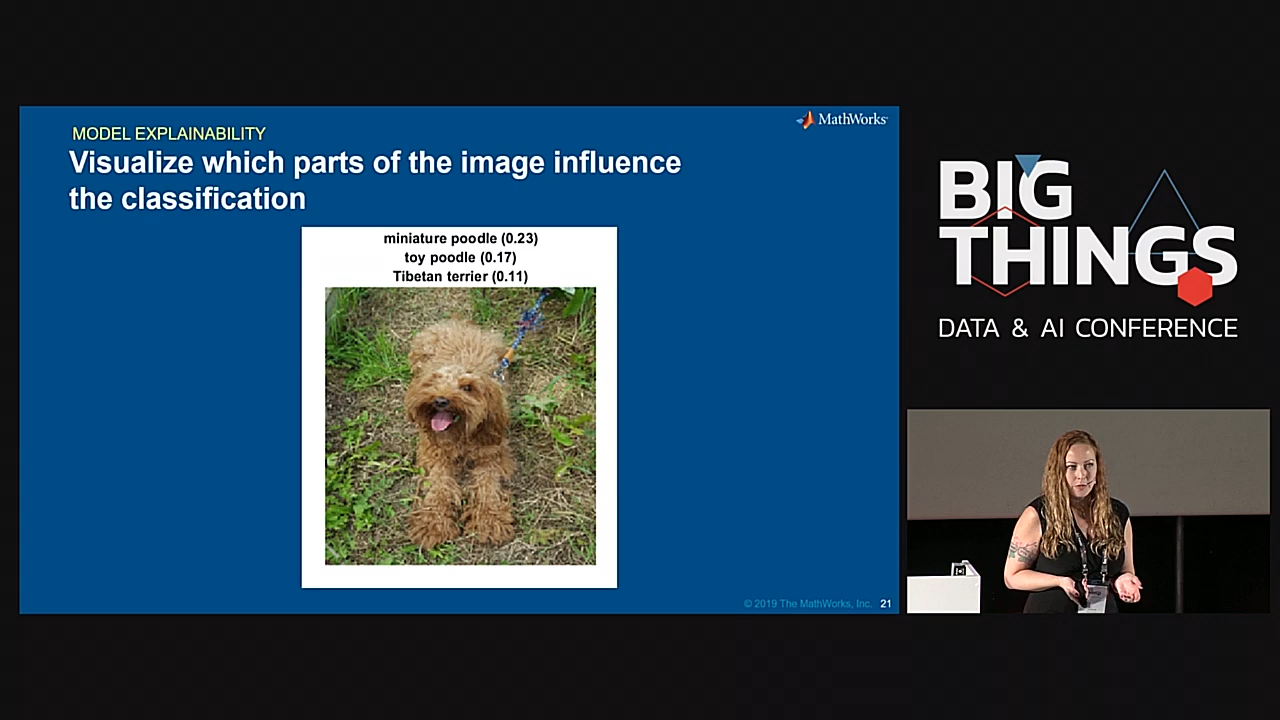 MODEL EXPLAINABILITY
MathWorks
Visualize which parts of the image influence
the classification
miniature poodle (0.23)
toy poodle (0.17)
Tibetan terrier (0.11)
© 2019 The MathWorks, Inc. 21
BIG
THINGS
DATA & AI CONFERENCE